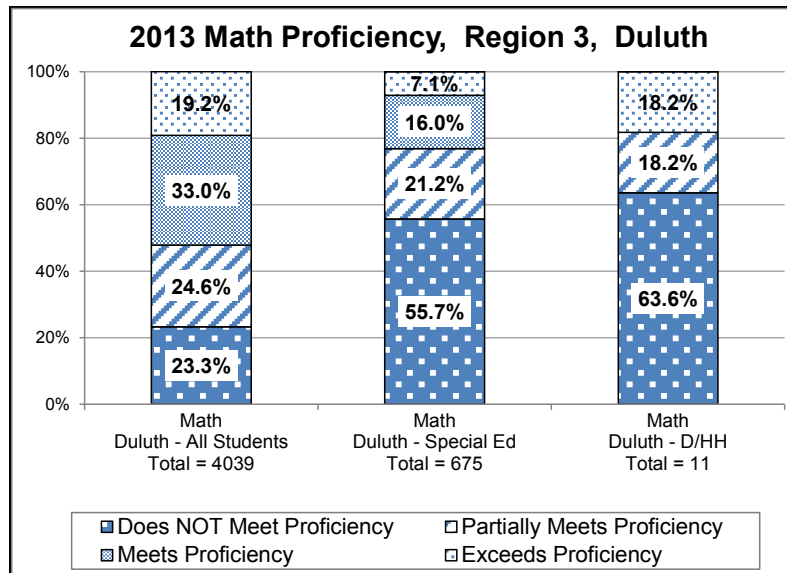 2013 Math Proficiency, Region 3, Duluth
100%
80%
60%
40%
20%
0%
19.2%
33.0%
24.6%
23.3%
7.1%
16.0%
21.2%
55.7%
18.2%
18.2%
63.6%
Math
Duluth - All Students
Total = 4039
Math
Duluth - Special Ed
Total = 675
Math
Duluth - D/HH
Total = 11
Does NOT Meet Proficiency
Partially Meets Proficiency
Meets Proficiency
Exceeds Proficiency